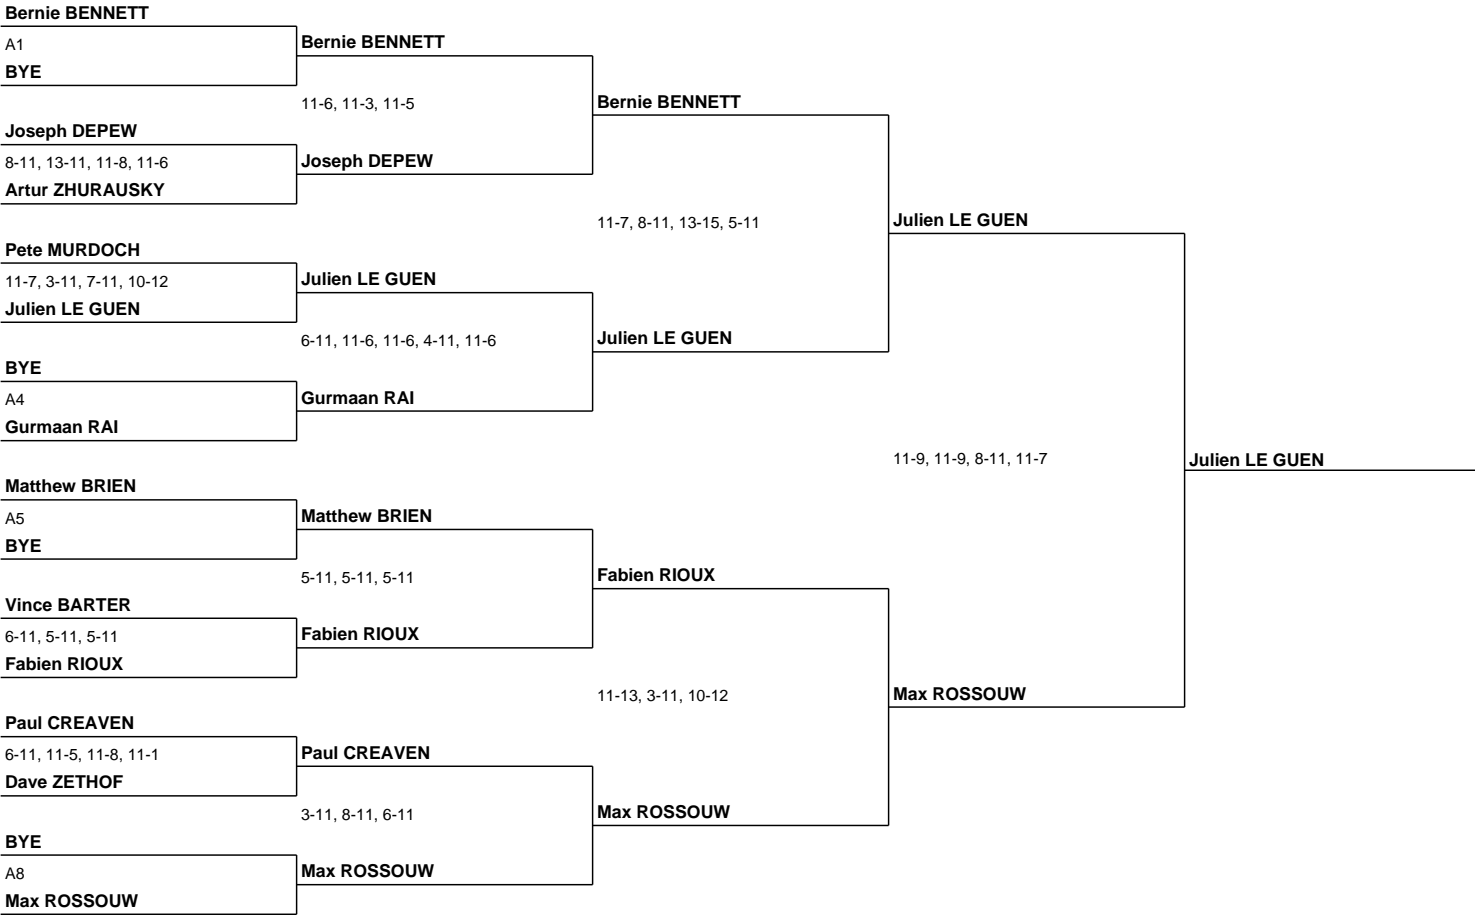 Bernie BENNETT
A1
BYE
Joseph DEPEW
8-11, 13-11, 11-8, 11-6
Artur ZHURAUSKY
Pete MURDOCH
11-7, 3-11, 7-11, 10-12
Julien LE GUEN
BYE
A4
Gurmaan RAI
Matthew BRIEN
A5
BYE
Vince BARTER
6-11, 5-11, 5-11
Fabien RIOUX
Paul CREAVEN
6-11, 11-5, 11-8, 11-1
Dave ZETHOF
BYE
A8
Max ROSSOUW
Bernie BENNETT
11-6, 11-3, 11-5
Joseph DEPEW
Julien LE GUEN
6-11, 11-6, 11-6, 4-11, 11-6
Gurmaan RAI
Matthew BRIEN
5-11, 5-11, 5-11
Fabien RIOUX
Paul CREAVEN
3-11, 8-11, 6-11
Max ROSSOUW
Bernie BENNETT
11-7, 8-11, 13-15, 5-11
Julien LE GUEN
Fabien RIOUX
11-13, 3-11, 10-12
Max ROSSOUW
Julien LE GUEN
11-9, 11-9, 8-11, 11-7
Max ROSSOUW
Julien LE GUEN